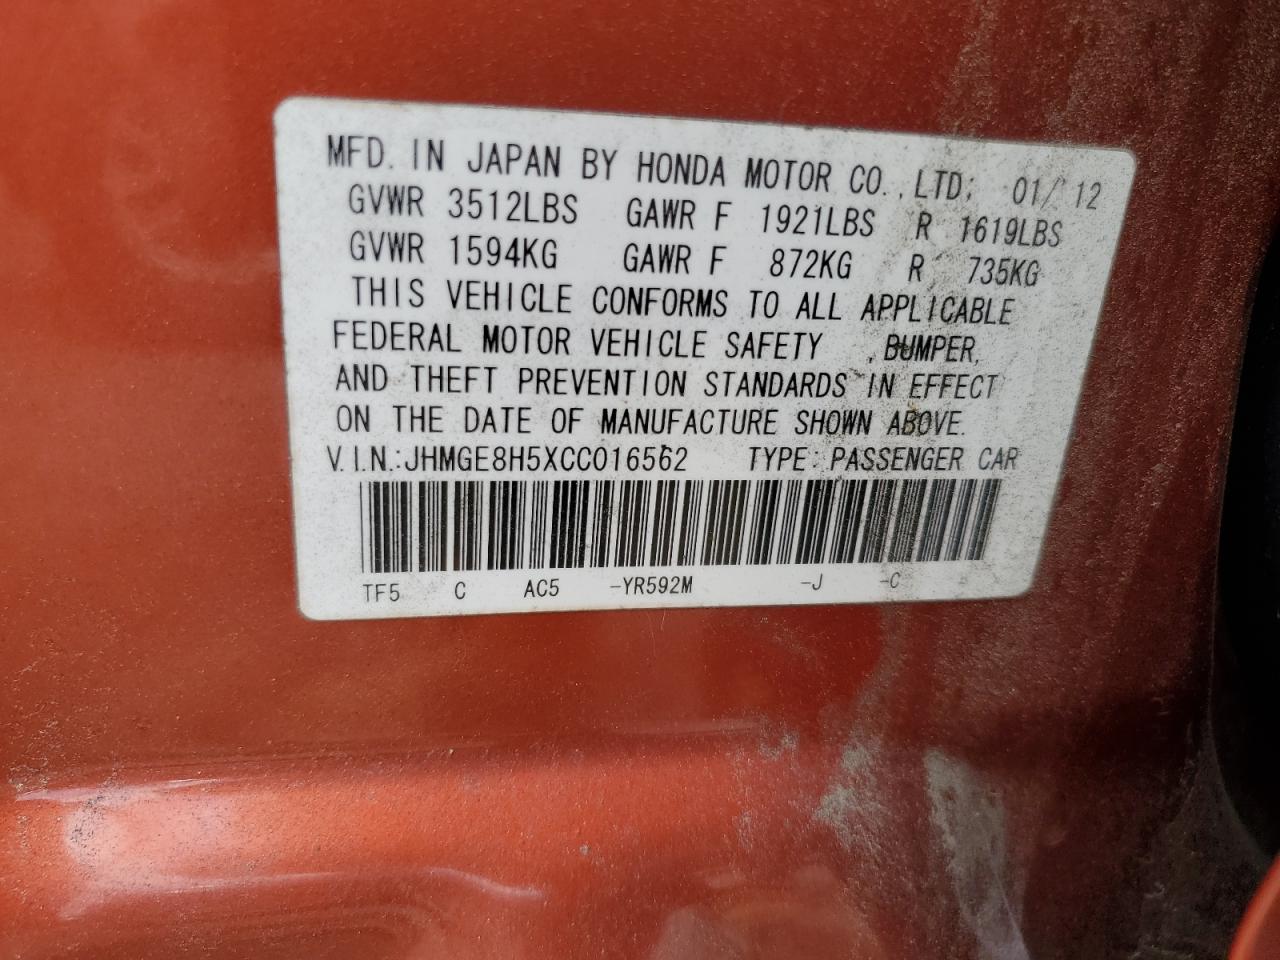 MFD. IN JAPAN BY HONDA MOTOR CO., LTD; 01/ 12
GVWR 3512LBS GAWR F 1921LBS R 1619LBS
GVWR 1594KG GAWR F 872KG R 735KG
THIS VEHICLE CONFORMS TO ALL APPLICABLE
FEDERAL MOTOR VEHICLE SAFETY , BUMPER,
AND THEFT PREVENTION STANDARDS IN EFFECT
ON THE DATE OF MANUFACTURE SHOWN ABOVE.
V.I.N.:JHMGE8H5XCC016562 TYPE: PASSENGER CAR
TF5 C AC5 -YR592M -J -C